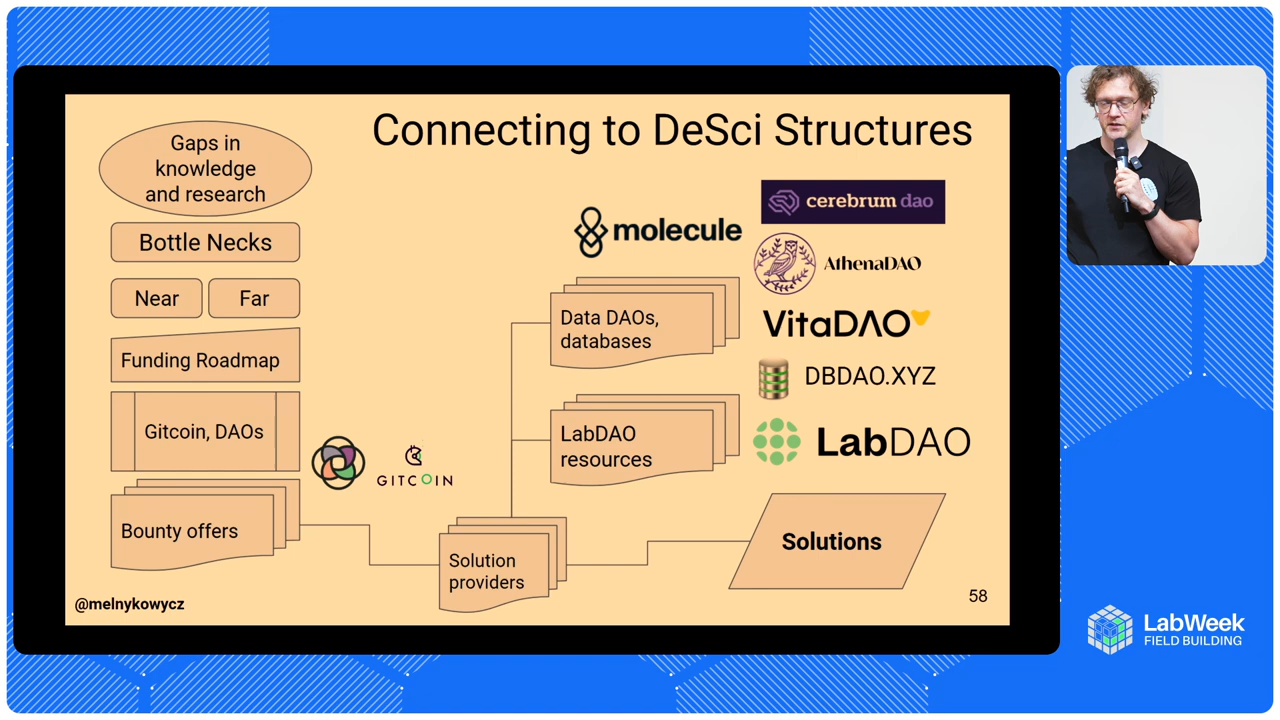 Connecting to DeSci Structures
Gaps in
knowledge
and research
Bottle Necks
Near
Far
Funding Roadmap
Gitcoin, DAOs
GITCOIN
Bounty offers
Solution
providers
molecule
Data DAOs,
databases
LabDAO
resources
cerebrum dao
AthenaDAO
VitaDAO
DBDAO.XYZ
LabDAO
Solutions
@melnykowycz
58
LabWeek
FIELD BUILDING